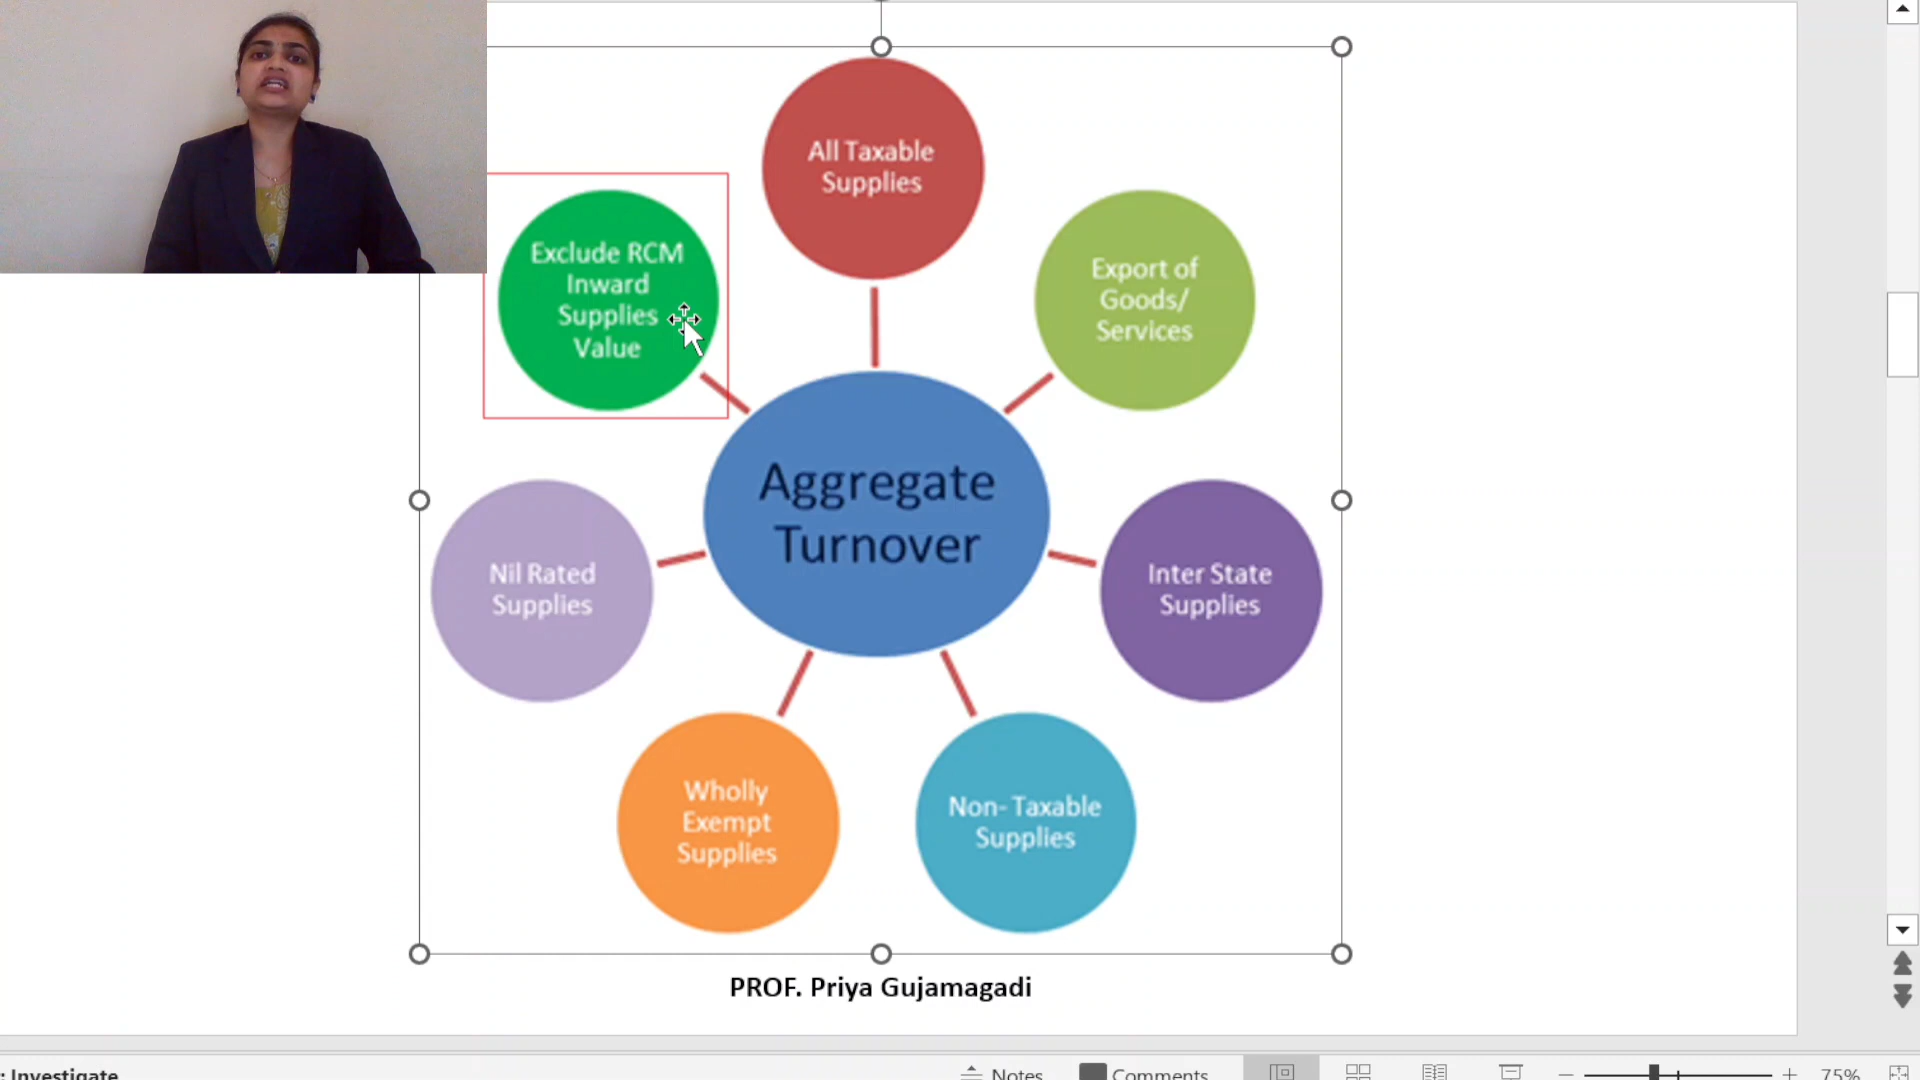 All Taxable
Supplies
Exclude RCM
Inward
Supplies
Value
Export of
Goods/
Services
Aggregate
Turnover
Nil Rated
Supplies
Inter State
Supplies
Wholly
Exempt
Supplies
Non- Taxable
Supplies
PROF. Priya Gujamagadi
: Investigate
Notes
Comments
75%